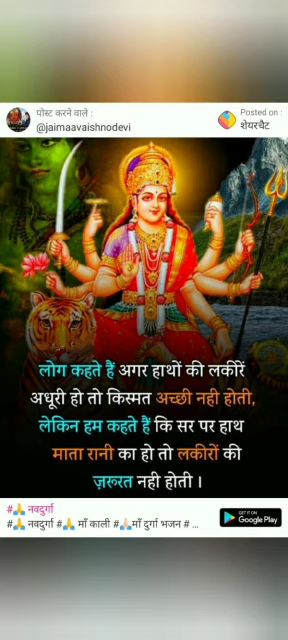 पोस्ट करने वाले :
@jaimaavaishnodevi
Posted on :
शेयरचैट
लोग कहते हैं अगर हाथों की लकीरें
अधूरी हो तो किस्मत अच्छी नही होती,
लेकिन हम कहते हैं कि सर पर हाथ
माता रानी का हो तो लकीरों की
ज़रूरत नही होती ।
#🙏 नवदुर्गा
#🙏 नवदुर्गा #🙏 माँ काली #🙏🏻माँ दुर्गा भजन # ...
GET IT ON
Google Play